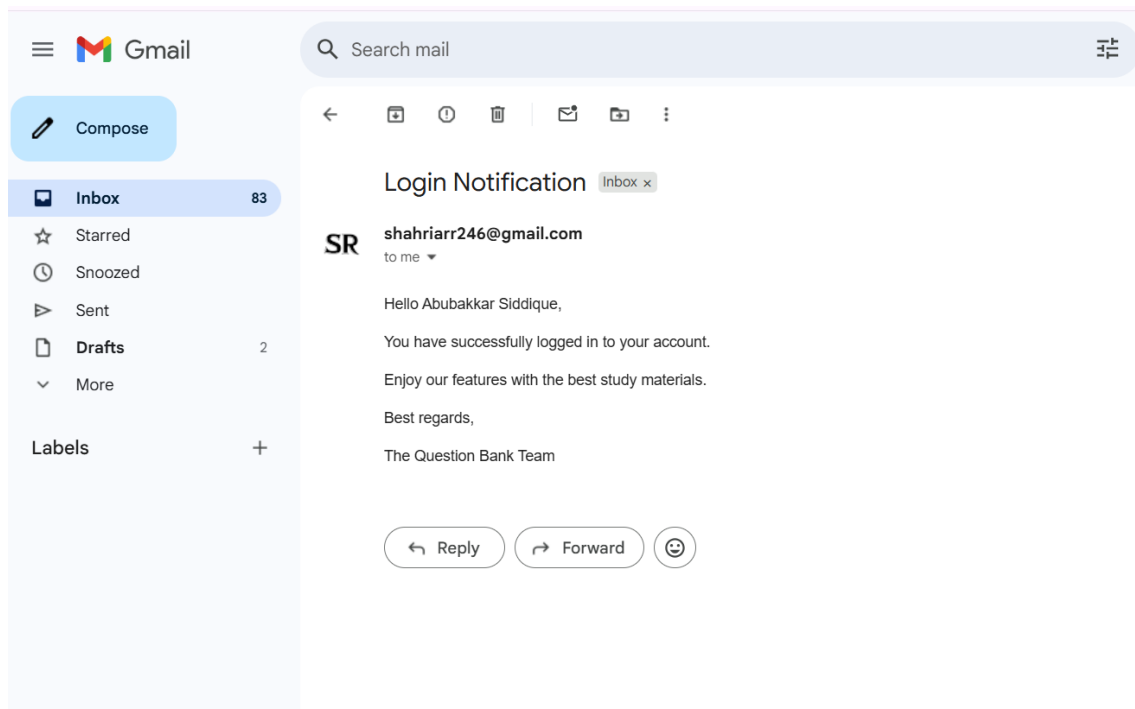 Gmail
Search mail
Compose
Inbox 83
Starred
Snoozed
Sent
Drafts 2
More
Labels
Login Notification Inbox x
SR
shahriarr246@gmail.com
to me
Hello Abubakkar Siddique,
You have successfully logged in to your account.
Enjoy our features with the best study materials.
Best regards,
The Question Bank Team
Reply Forward